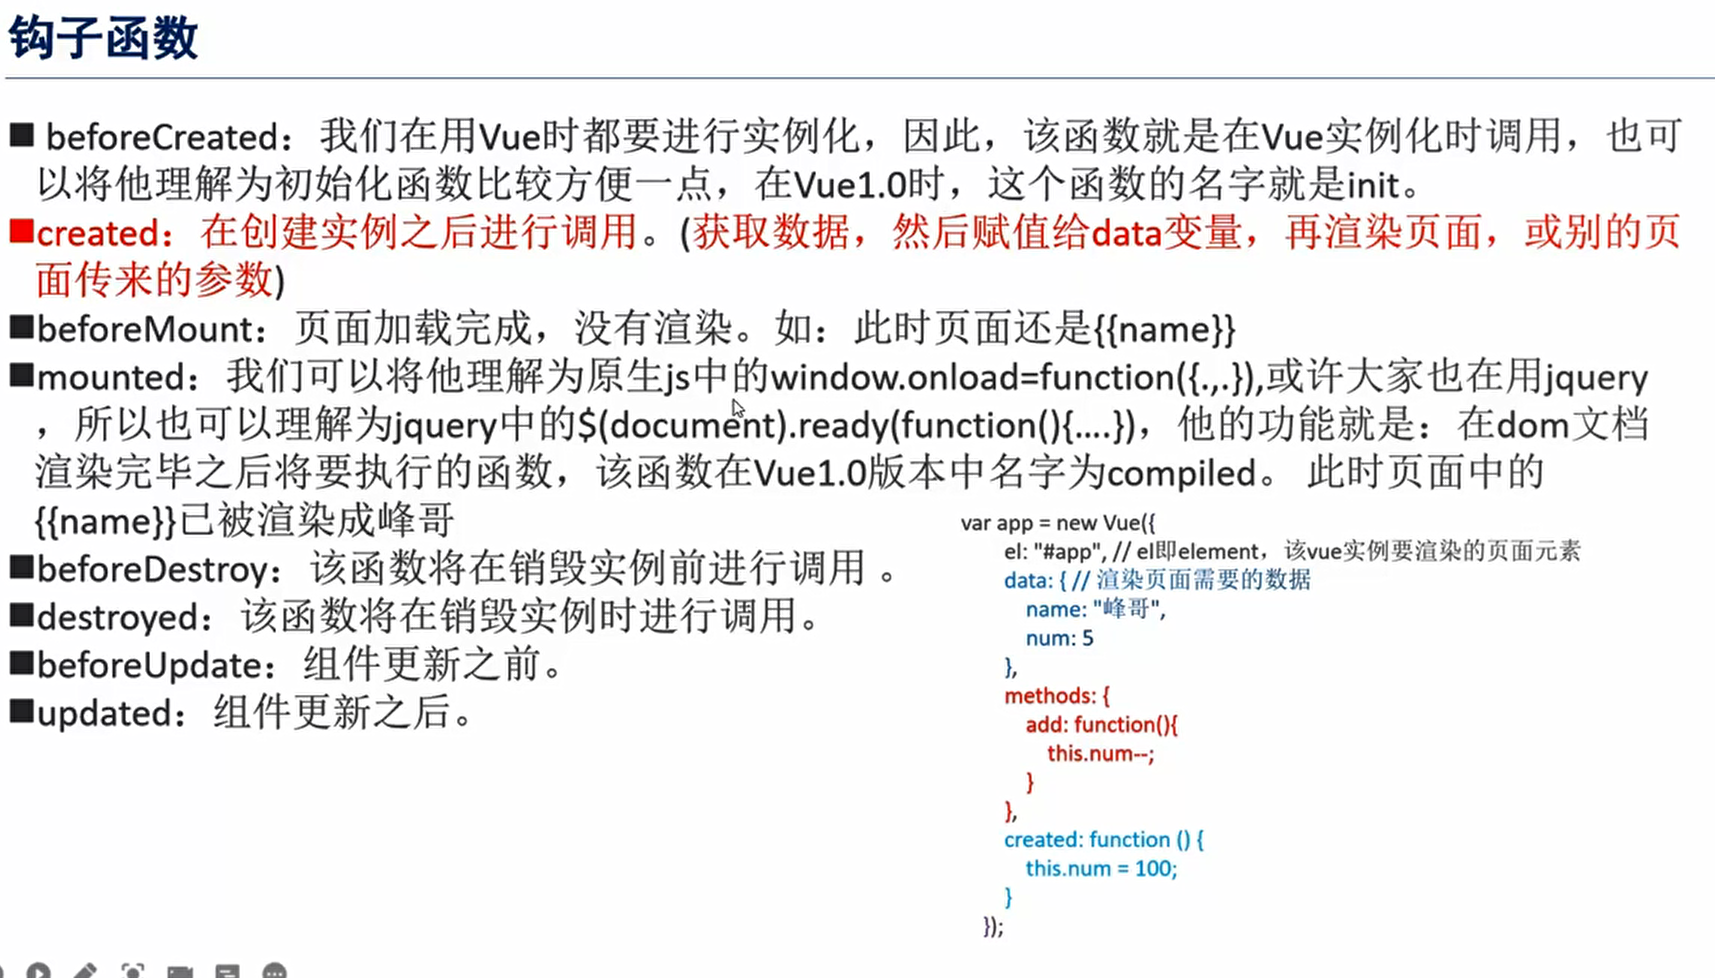 钩子函数
■ beforeCreated：我们在用Vue时都要进行实例化，因此，该函数就是在Vue实例化时调用，也可
以将他理解为初始化函数比较方便一点，在Vue1.0时，这个函数的名字就是init。
■created：在创建实例之后进行调用。(获取数据，然后赋值给data变量，再渲染页面，或别的页
面传来的参数)
■beforeMount：页面加载完成，没有渲染。如：此时页面还是{{name}}
■mounted：我们可以将他理解为原生js中的window.onload=function({.,.}),或许大家也在用jquery
，所以也可以理解为jquery中的$(document).ready(function(){....})，他的功能就是：在dom文档
渲染完毕之后将要执行的函数，该函数在Vue1.0版本中名字为compiled。 此时页面中的
{{name}}已被渲染成峰哥
■beforeDestroy：该函数将在销毁实例前进行调用 。
■destroyed：该函数将在销毁实例时进行调用。
■beforeUpdate：组件更新之前。
■updated：组件更新之后。
var app = new Vue({
el: "#app", // el即element，该vue实例要渲染的页面元素
data: { // 渲染页面需要的数据
name: "峰哥",
num: 5
},
methods: {
add: function(){
this.num--;
}
},
created: function () {
this.num = 100;
}
});